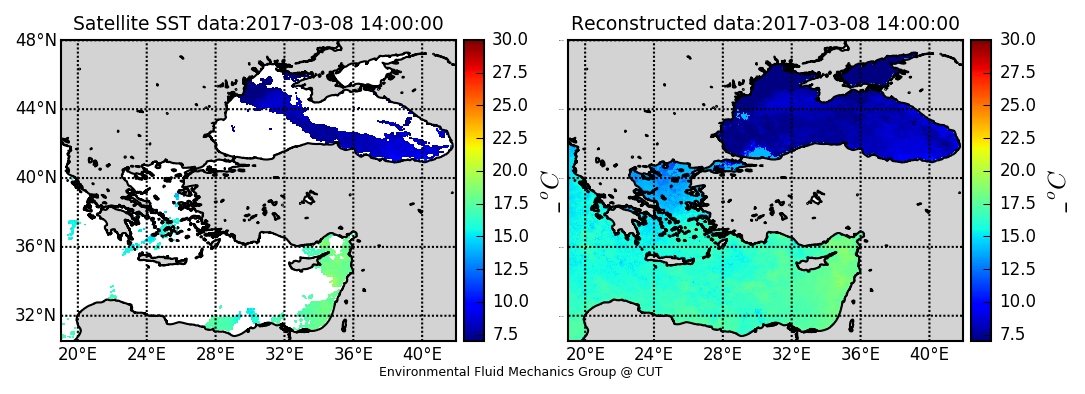 Satellite SST data:2017-03-08 14:00:00
48°N
44°N
40°N
36°N
32°N
20°E 24°E 28°E 32°E 36°E 40°E
30.0
27.5
25.0
22.5
20.0
17.5
15.0
12.5
10.0
7.5
_°C
Reconstructed data:2017-03-08 14:00:00
20°E 24°E 28°E 32°E 36°E 40°E
30.0
27.5
25.0
22.5
20.0
17.5
15.0
12.5
10.0
7.5
_°C
Environmental Fluid Mechanics Group @ CUT